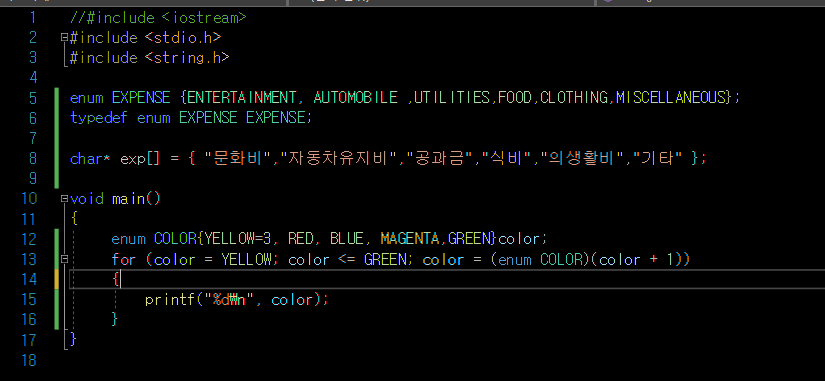 1 //#include <iostream>
2 #include <stdio.h>
3 #include <string.h>
4
5 enum EXPENSE {ENTERTAINMENT, AUTOMOBILE ,UTILITIES,FOOD,CLOTHING,MISCELLANEOUS};
6 typedef enum EXPENSE EXPENSE;
7
8 char* exp[] = { "문화비","자동차유지비","공과금","식비","의생활비","기타" };
9
10 void main()
11 {
12 enum COLOR{YELLOW=3, RED, BLUE, MAGENTA,GREEN}color;
13 for (color = YELLOW; color <= GREEN; color = (enum COLOR)(color + 1))
14 {
15 printf("%d₩n", color);
16 }
17 }
18